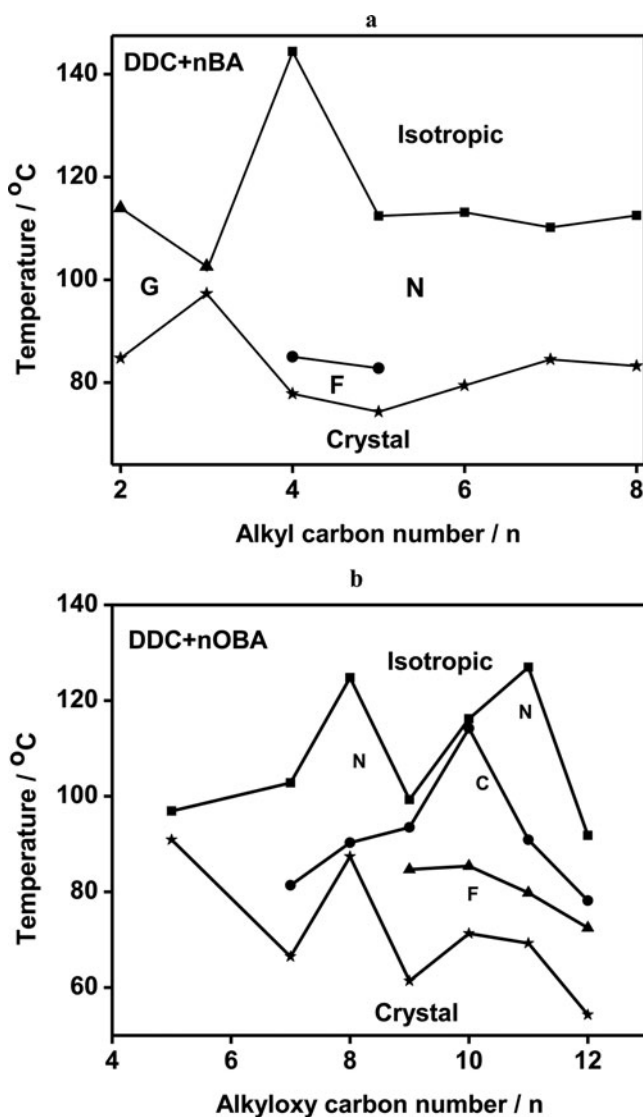 a
DDC+nBA
140
Isotropic
120
100
G
N
80
F
Crystal
2
4
6
8
Temperature / °C
Alkyl carbon number / n
b
140
DDC+nOBA
Isotropic
120
N
N
100
C
80
F
60
Crystal
4
6
8
10
12
Temperature / °C
Alkyloxy carbon number / n